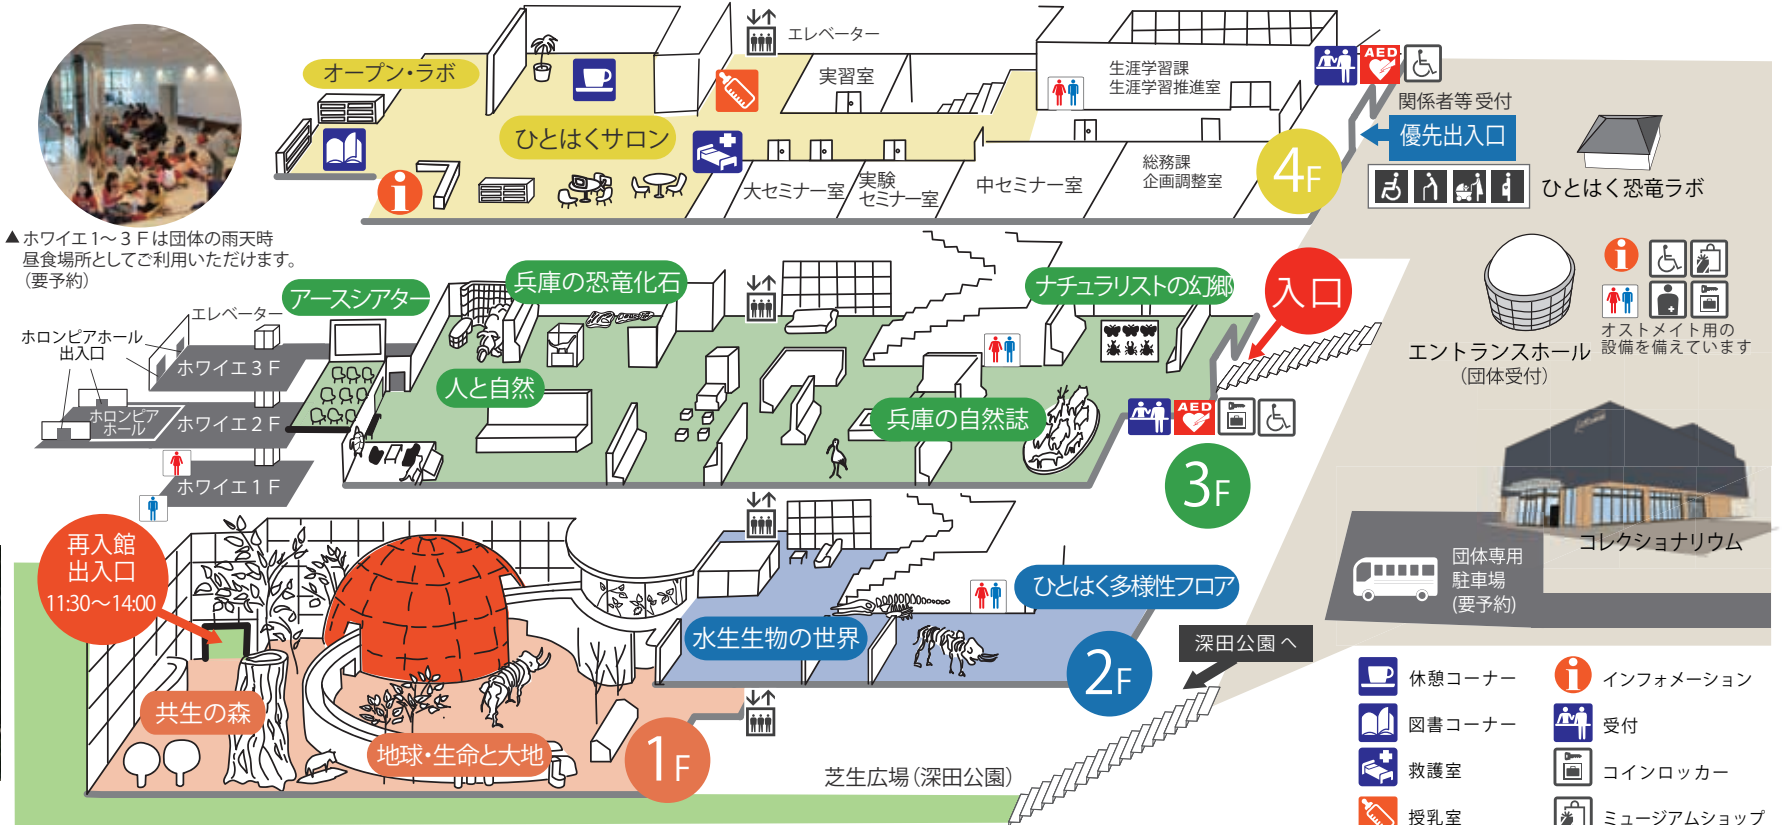 エレベーター
オープン・ラボ
実習室
生涯学習課
生涯学習推進室
AED
関係者等受付
優先出入口
ひとはくサロン
4F
大セミナー室
実験
セミナー室
中セミナー室
総務課
企画調整室
ひとはく恐竜ラボ
▲ホワイエ1〜3Fは団体の雨天時
昼食場所としてご利用いただけます。
(要予約)
アースシアター
兵庫の恐竜化石
ナチュラリストの幻郷
入口
エレベーター
ホロンピアホール
出入口
ホワイエ3F
ホロンピア
ホール
ホワイエ2F
ホワイエ1F
人と自然
兵庫の自然誌
AED
3F
エントランスホール
(団体受付)
オストメイト用の
設備を備えています
コレクショナリウム
団体専用
駐車場
(要予約)
再入館
出入口
11:30〜14:00
ひとはく多様性フロア
水生生物の世界
2F
深田公園へ
共生の森
地球・生命と大地
1F
芝生広場(深田公園)
休憩コーナー
インフォメーション
図書コーナー
受付
救護室
コインロッカー
授乳室
ミュージアムショップ